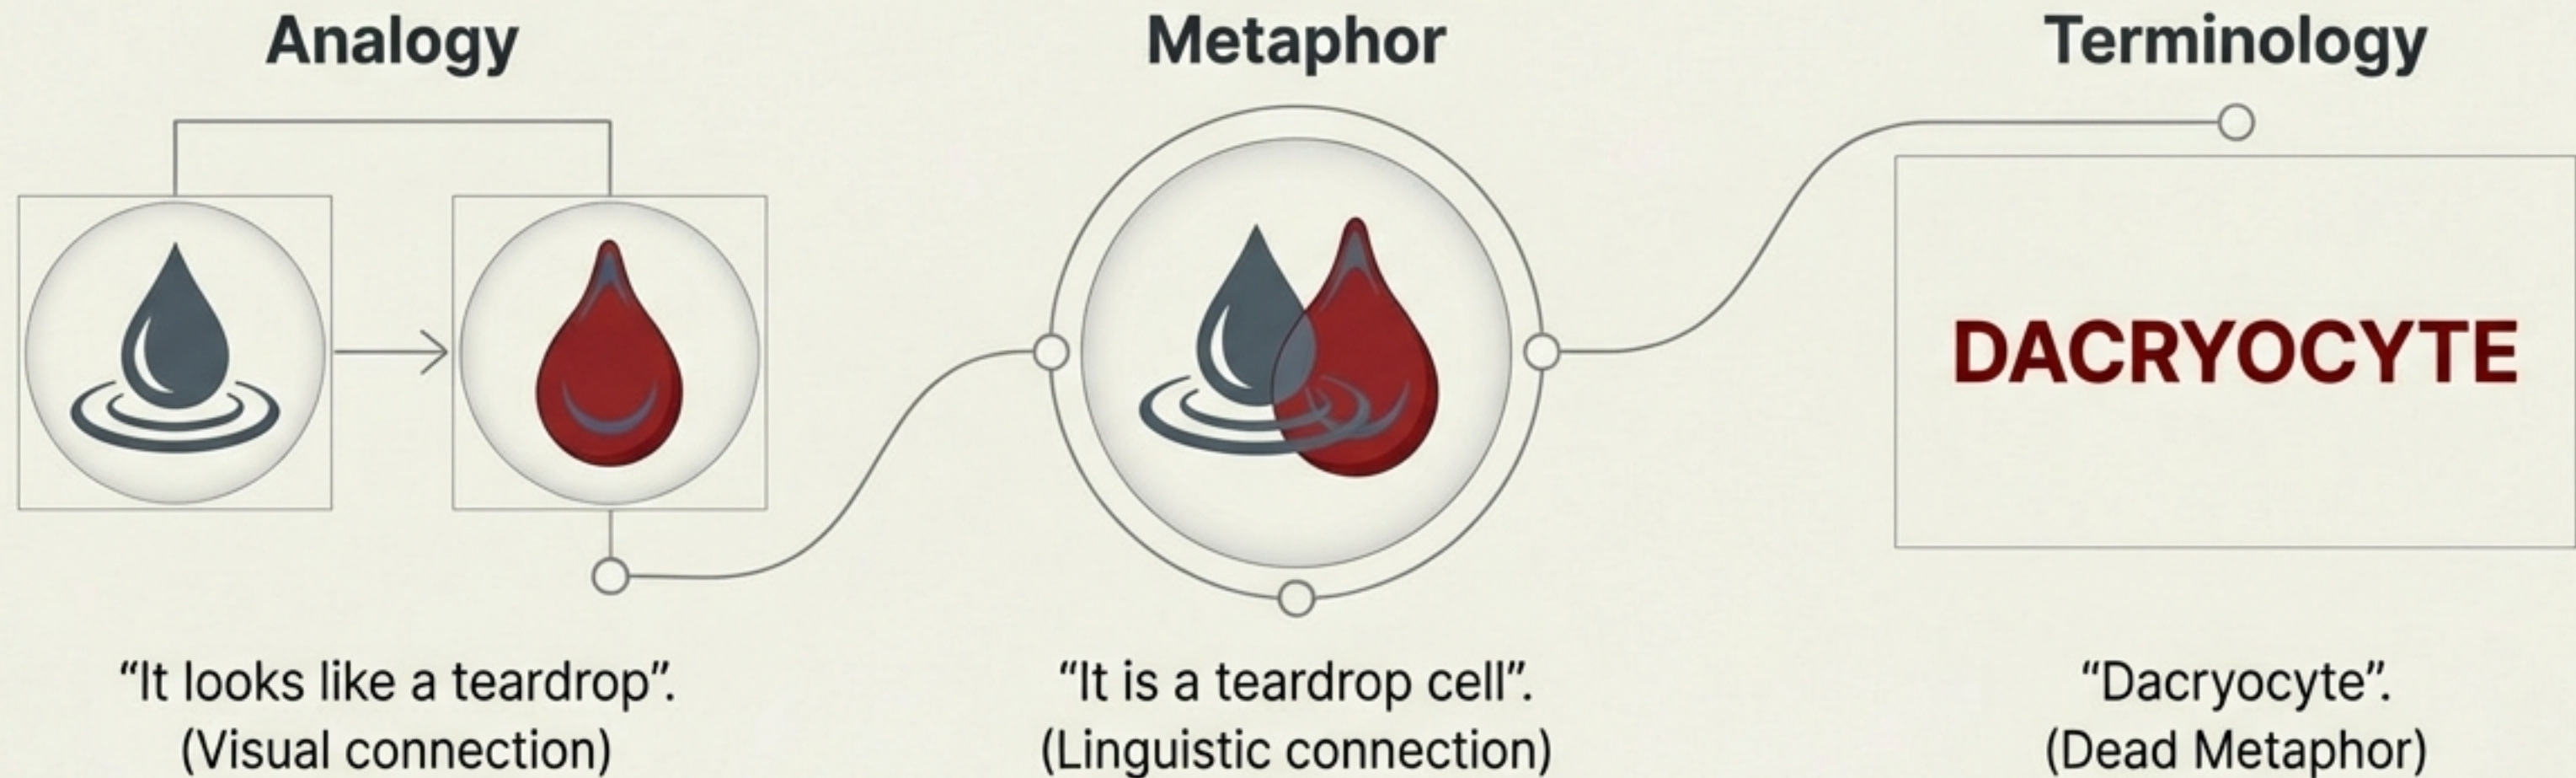 Analogy
Metaphor
Terminology
DACRYOCYTE
“It looks like a teardrop”.
(Visual connection)
“It is a teardrop cell”.
(Linguistic connection)
“Dacryocyte”.
(Dead Metaphor)